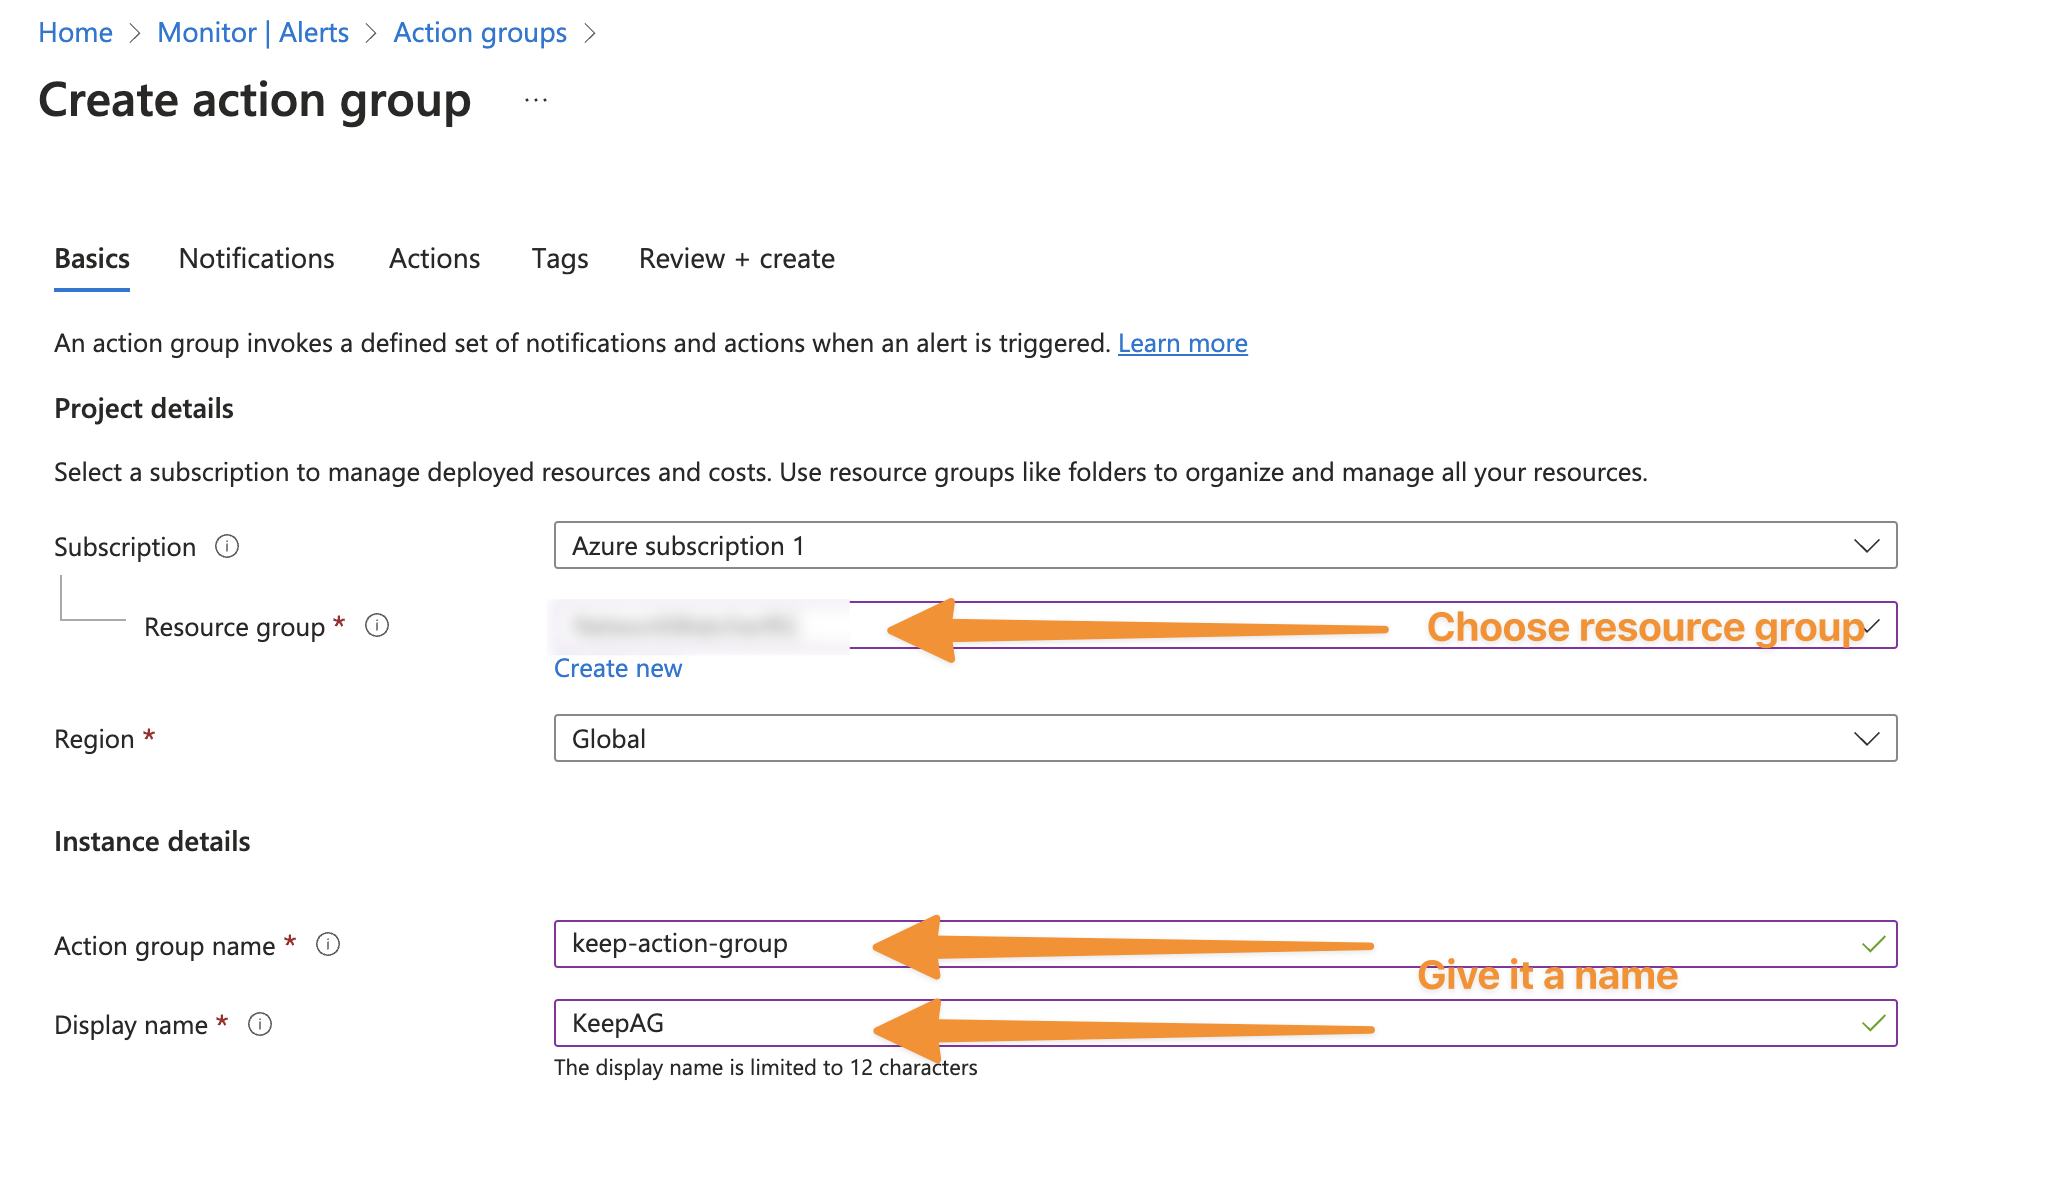 Home > Monitor | Alerts > Action groups >
Create action group ...
Basics Notifications Actions Tags Review + create
An action group invokes a defined set of notifications and actions when an alert is triggered. Learn more
Project details
Select a subscription to manage deployed resources and costs. Use resource groups like folders to organize and manage all your resources.
Subscription Azure subscription 1
Resource group * Choose resource group
Create new
Region * Global
Instance details
Action group name * keep-action-group
Give it a name
Display name * KeepAG
The display name is limited to 12 characters